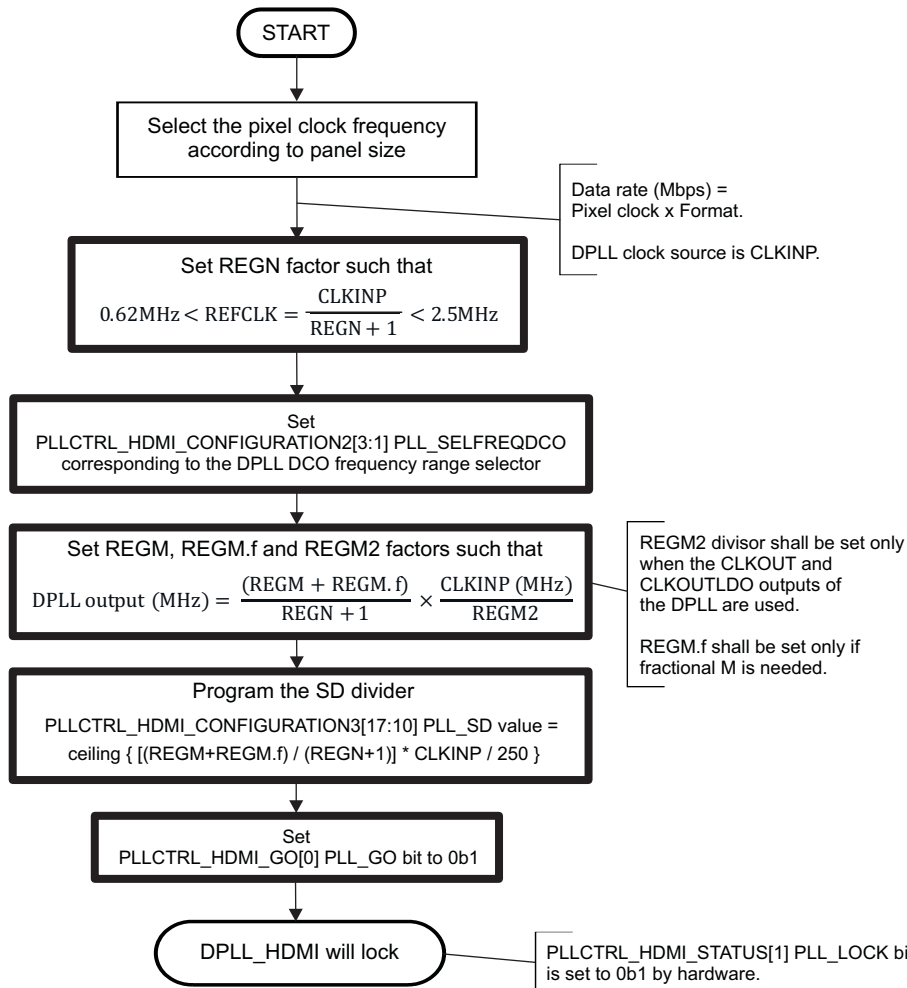 START
Select the pixel clock frequency
according to panel size
Data rate (Mbps) =
Pixel clock x Format.
DPLL clock source is CLKINP.
Set REGN factor such that
0.62MHz < REFCLK = CLKINP / REGN + 1 < 2.5MHz
Set
PLLCTRL_HDMI_CONFIGURATION2[3:1] PLL_SELFREQDCO
corresponding to the DPLL DCO frequency range selector
Set REGM, REGM.f and REGM2 factors such that
DPLL output (MHz) = (REGM + REGM. f) / REGN + 1 × CLKINP (MHz) / REGM2
REGM2 divisor shall be set only
when the CLKOUT and
CLKOUTLDO outputs of
the DPLL are used.
REGM.f shall be set only if
fractional M is needed.
Program the SD divider
PLLCTRL_HDMI_CONFIGURATION3[17:10] PLL_SD value =
ceiling { [(REGM+REGM.f) / (REGN+1)] * CLKINP / 250 }
Set
PLLCTRL_HDMI_GO[0] PLL_GO bit to 0b1
DPLL_HDMI will lock
PLLCTRL_HDMI_STATUS[1] PLL_LOCK bi
is set to 0b1 by hardware.